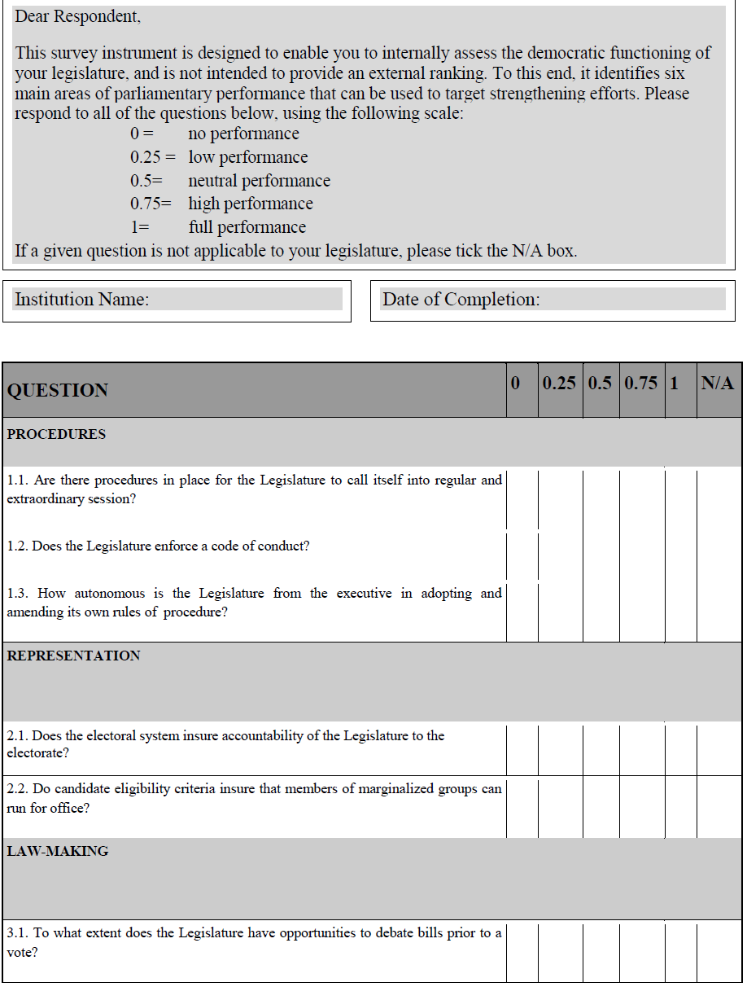 Dear Respondent,
This survey instrument is designed to enable you to internally assess the democratic functioning of
your legislature, and is not intended to provide an external ranking. To this end, it identifies six
main areas of parliamentary performance that can be used to target strengthening efforts. Please
respond to all of the questions below, using the following scale:
0 = no performance
0.25 = low performance
0.5= neutral performance
0.75= high performance
1= full performance
If a given question is not applicable to your legislature, please tick the N/A box.
Institution Name: Date of Completion:
QUESTION 0 0.25 0.5 0.75 1 N/A
PROCEDURES
1.1. Are there procedures in place for the Legislature to call itself into regular and
extraordinary session?
1.2. Does the Legislature enforce a code of conduct?
1.3. How autonomous is the Legislature from the executive in adopting and
amending its own rules of procedure?
REPRESENTATION
2.1. Does the electoral system insure accountability of the Legislature to the
electorate?
2.2. Do candidate eligibility criteria insure that members of marginalized groups can
run for office?
LAW-MAKING
3.1. To what extent does the Legislature have opportunities to debate bills prior to a
vote?